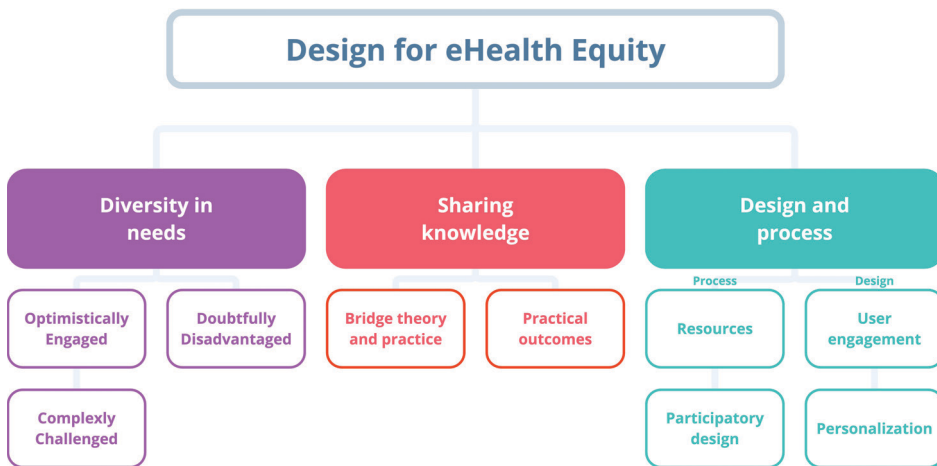 Design for eHealth Equity
Diversity in
needs
Sharing
knowledge
Design and
process
Process
Design
Optimistically
Engaged
Doubtfully
Disadvantaged
Bridge theory
and practice
Practical
outcomes
Resources
User
engagement
Complexly
Challenged
Participatory
design
Personalization